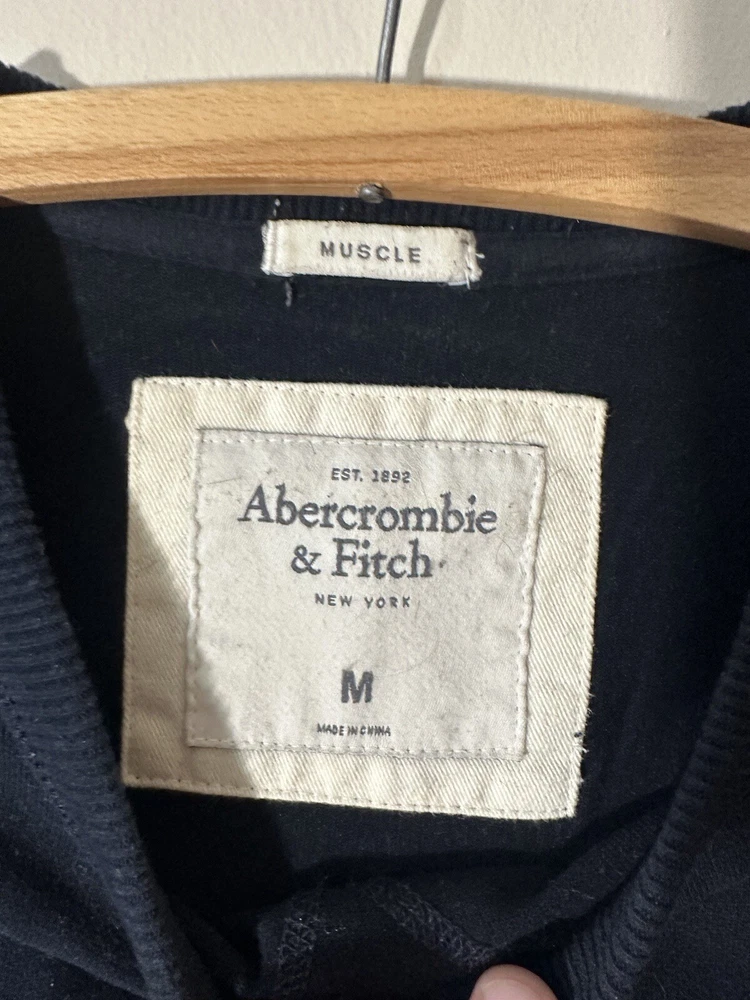 MUSCLE
EST. 1892
Abercrombie
& Fitch
NEW YORK
M
MADE IN CHINA